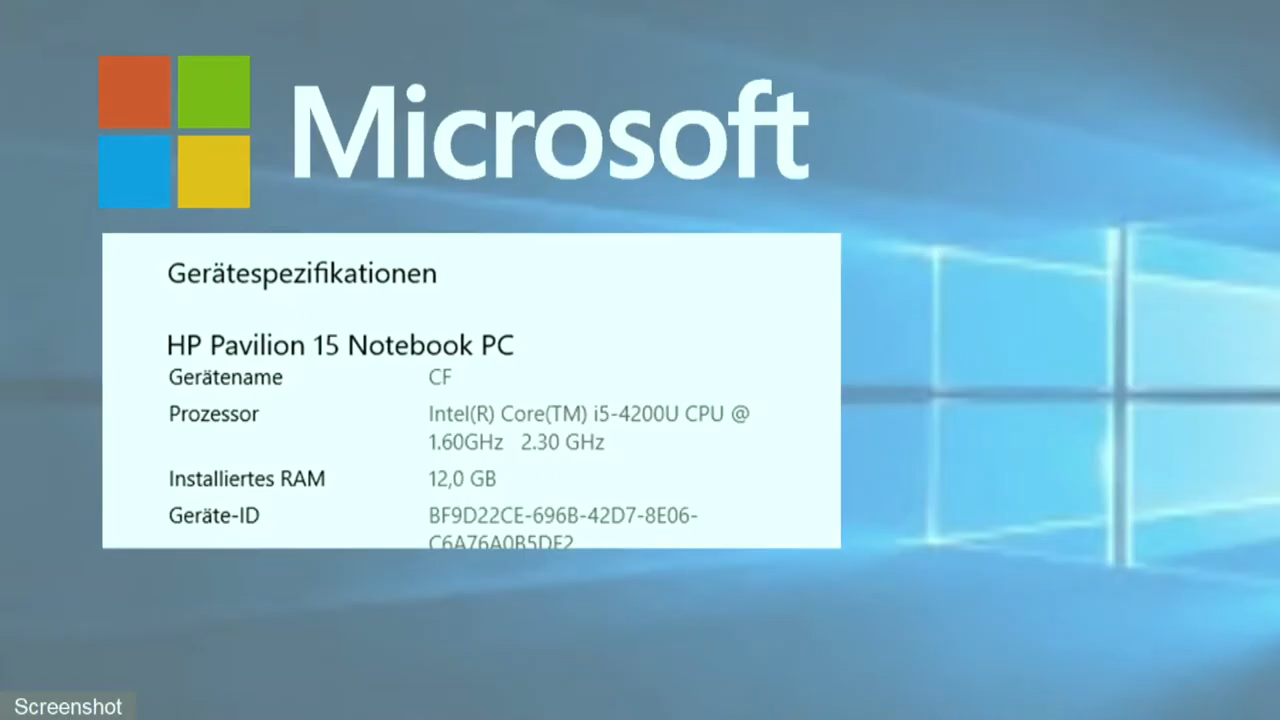 Microsoft
Gerätespezifikationen
HP Pavilion 15 Notebook PC
Gerätename CF
Prozessor Intel(R) Core(TM) i5-4200U CPU @
1.60GHz 2.30 GHz
Installiertes RAM 12,0 GB
Geräte-ID BF9D22CE-696B-42D7-8E06-
C6A76A0B5DF2
Screenshot